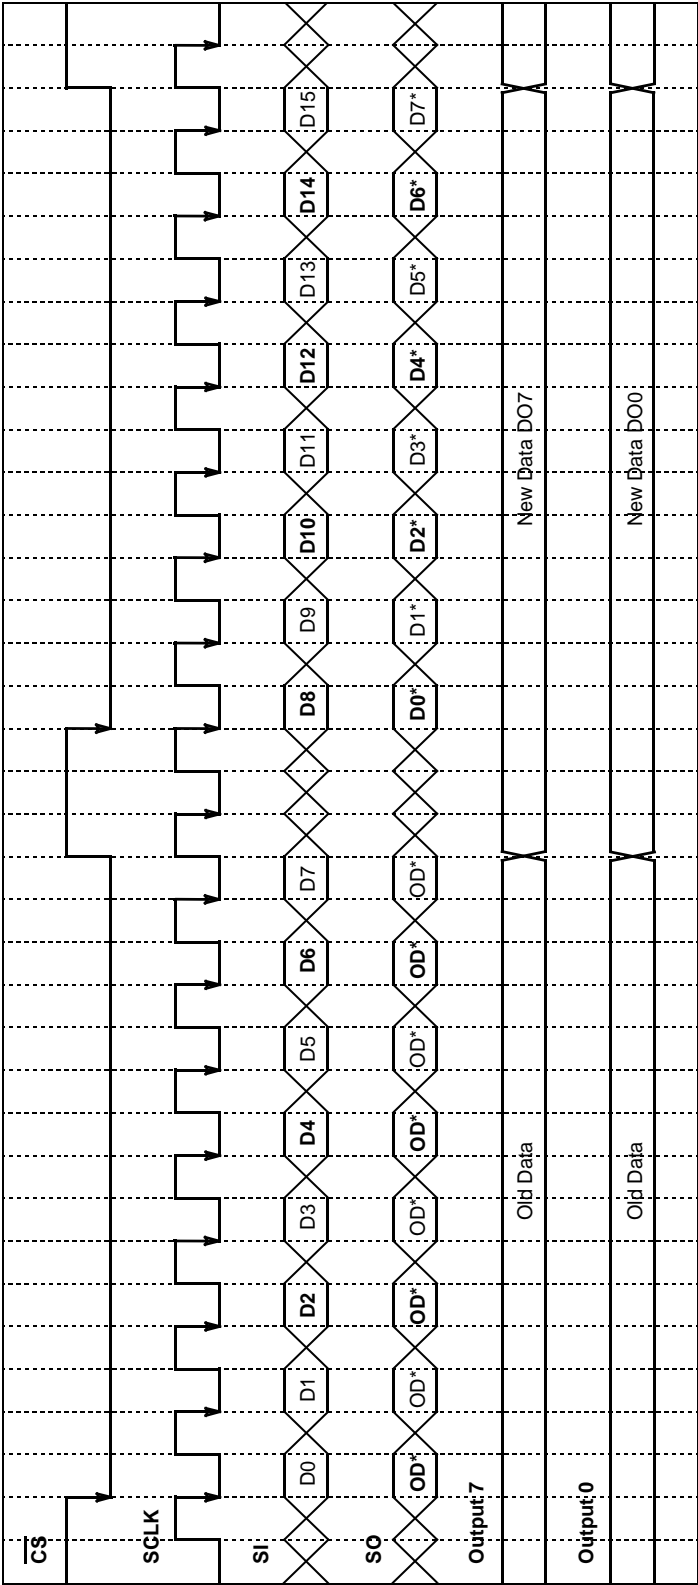 CS
SCLK
SI D0 D1 D2 D3 D4 D5 D6 D7 D8 D9 D10 D11 D12 D13 D14 D15
SO OD* OD* OD* OD* OD* OD* OD* OD* D0* D1* D2* D3* D4* D5* D6* D7*
Output 7 Old Data New Data DO7
Output 0 Old Data New Data DO0